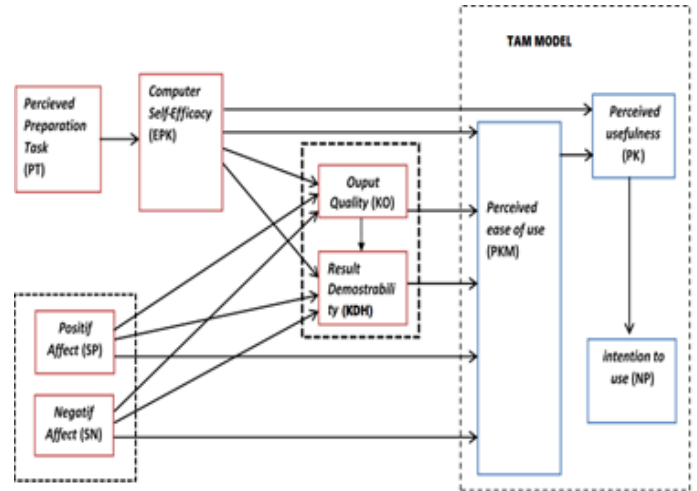 TAM MODEL
Percieved
Preparation
Task
(PT)
Computer
Self-Efficacy
(EPK)
Perceived
usefulness
(PK)
Ouput
Quality (KO)
Perceived
ease of use
(PKM)
Result
Demostrabili
ty (KDH)
Positif
Affect (SP)
Negatif
Affect (SN)
intention to
use (NP)